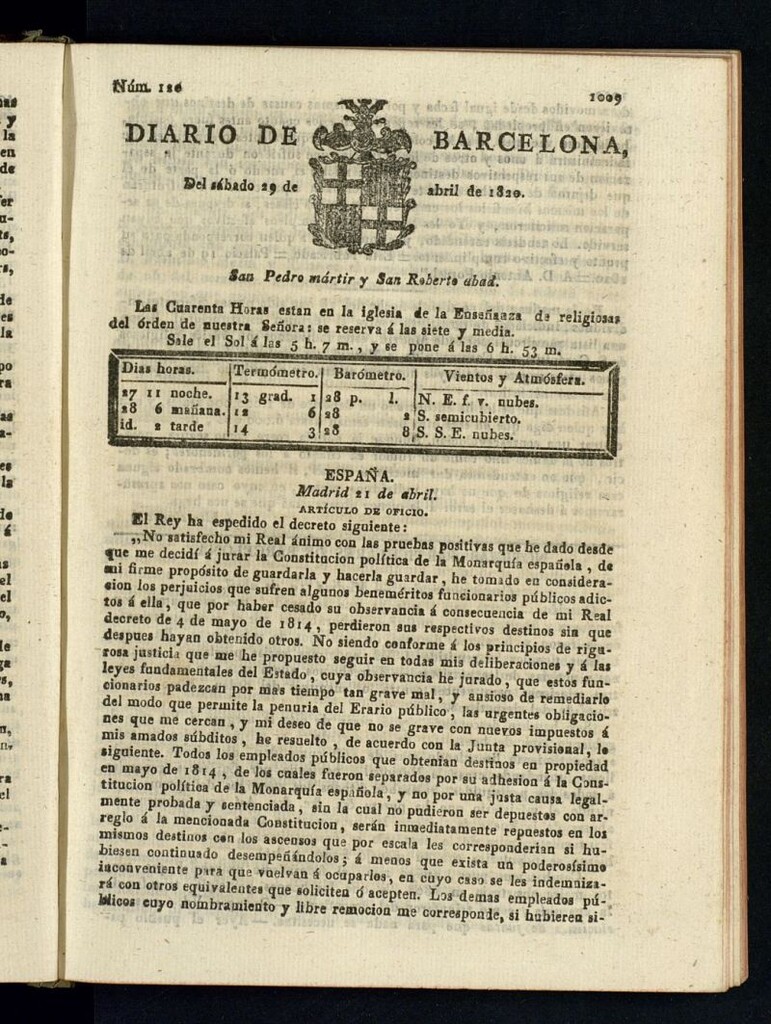 Núm. 120
1009
DIARIO DE BARCELONA,
Del sábado 29 de abril de 1820.
San Pedro mártir y San Roberto abad.
Las Cuarenta Horas estan en la iglesia de la Enseñanza de religiosas
del órden de nuestra Señora: se reserva á las siete y media.
Sale el Sol á las 5 h. 7 m., y se pone á las 6 h. 53 m.
Dias horas. Termómetro. Barómetro. Vientos y Atmósfera.
27 11 noche. 13 grad. 1 28 p. l. N. E. f. v. nubes.
28 6 mañana. 12 6 28 2 S. semicubierto.
id. 2 tarde 14 3 28 8 S. S. E. nubes.
ESPAÑA.
Madrid 21 de abril.
ARTÍCULO DE OFICIO.
El Rey ha espedido el decreto siguiente:
„No satisfecho mi Real ánimo con las pruebas positivas que he dado desde
que me decidí á jurar la Constitucion política de la Monarquía española, de
mi firme propósito de guardarla y hacerla guardar, he tomado en considera-
cion los perjuicios que sufren algunos beneméritos funcionarios públicos adic-
tos á ella, que por haber cesado su observancia á consecuencia de mi Real
decreto de 4 de mayo de 1814, perdieron sus respectivos destinos sin que
despues hayan obtenido otros. No siendo conforme á los principios de rigu-
rosa justicia que me he propuesto seguir en todas mis deliberaciones y á las
leyes fundamentales del Estado, cuya observancia he jurado, que estos fun-
cionarios padezcan por mas tiempo tan grave mal, y ansioso de remediarlo
del modo que permite la penuria del Erario público, las urgentes obligacio-
nes que me cercan, y mi deseo de que no se grave con nuevos impuestos á
mis amados súbditos, he resuelto, de acuerdo con la Junta provisional, lo
siguiente. Todos los empleados públicos que obtenian destinos en propiedad
en mayo de 1814, de los cuales fueron separados por su adhesion á la Cons-
titucion política de la Monarquía española, y no por una justa causa legal-
mente probada y sentenciada, sin la cual no pudieron ser depuestos con ar-
reglo á la mencionada Constitucion, serán inmediatamente repuestos en los
mismos destinos con los ascensos que por escala les corresponderian si hu-
biesen continuado desempeñándolos; á menos que exista un poderosísimo
inconveniente para que vuelvan á ocuparlos, en cuyo caso se les indemniza-
rá con otros equivalentes que soliciten ó acepten. Los demas empleados pú-
blicos cuyo nombramiento y libre remocion me corresponde, si hubieren si-